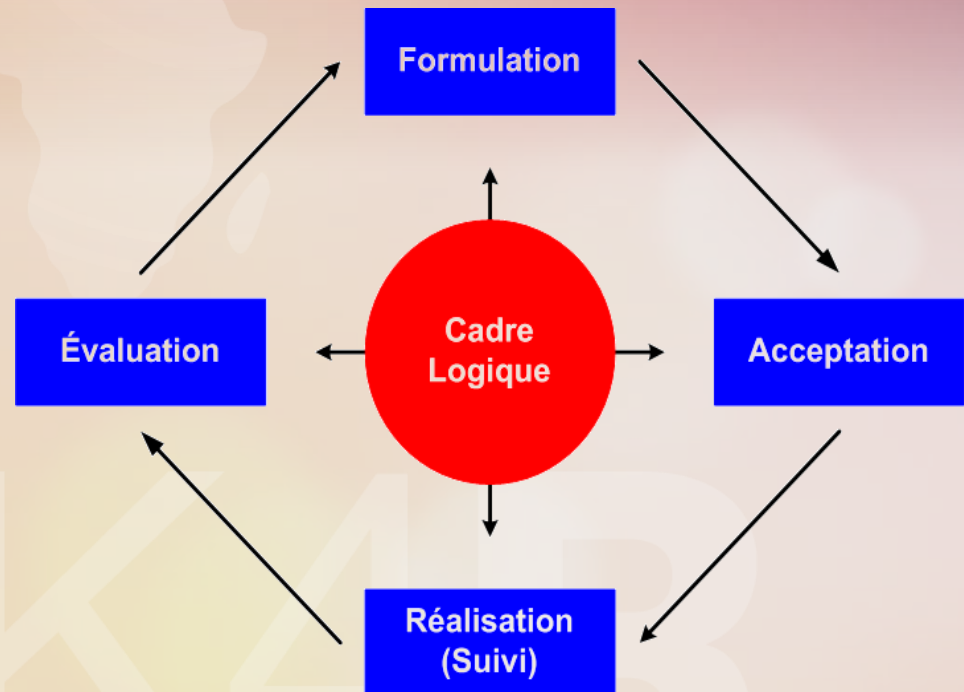 Formulation
Évaluation
Cadre
Logique
Acceptation
Réalisation
(Suivi)